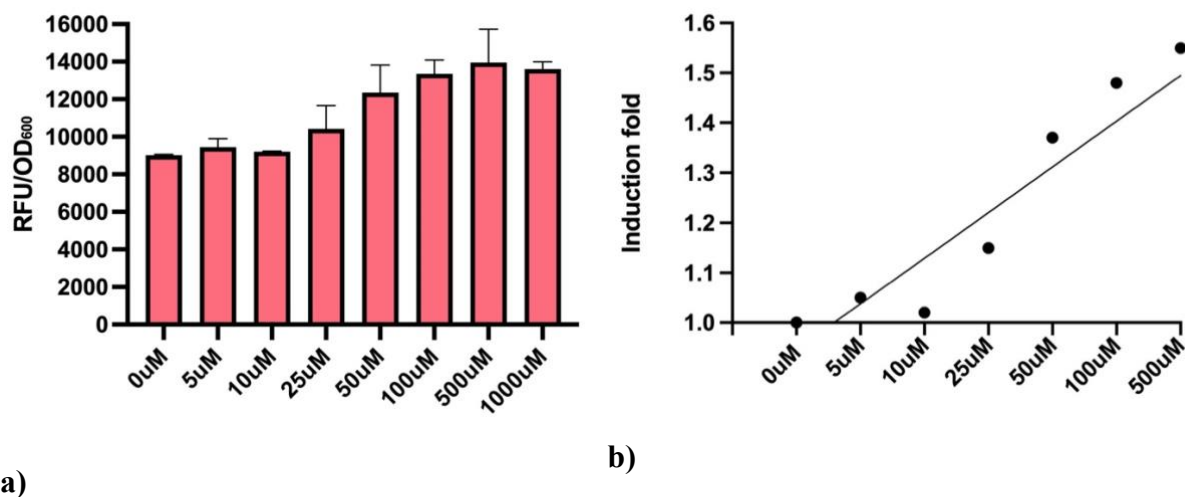 RFU/OD600
16000
14000
12000
10000
8000
6000
4000
2000
0
0uM
5uM
10uM
25uM
50uM
100uM
500uM
1000uM
a)
Induction fold
1.6
1.5
1.4
1.3
1.2
1.1
1.0
0uM
5uM
10uM
25uM
50uM
100uM
500uM
b)